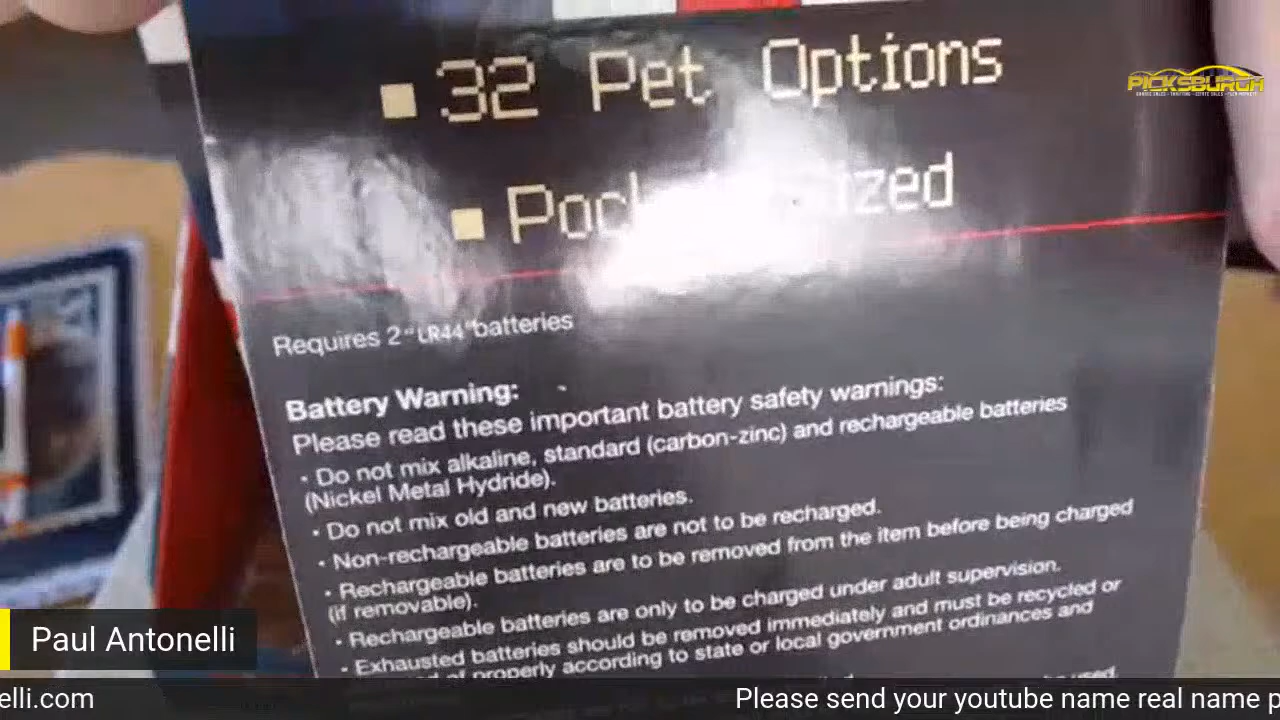 32 Pet Options
PICKSBURGH
Requires 2 "LR44" batteries
Battery Warning:
Please read these important battery safety warnings:
• Do not mix alkaline, standard (carbon-zinc) and rechargeable batteries
(Nickel Metal Hydride).
• Do not mix old and new batteries.
• Non-rechargeable batteries are not to be recharged.
• Rechargeable batteries are to be removed from the item before being charged
(if removable).
• Rechargeable batteries are only to be charged under adult supervision.
• Exhausted batteries should be removed immediately and must be recycled or
of properly according to state or local government ordinances and
Paul Antonelli
elli.com
Please send your youtube name real name p